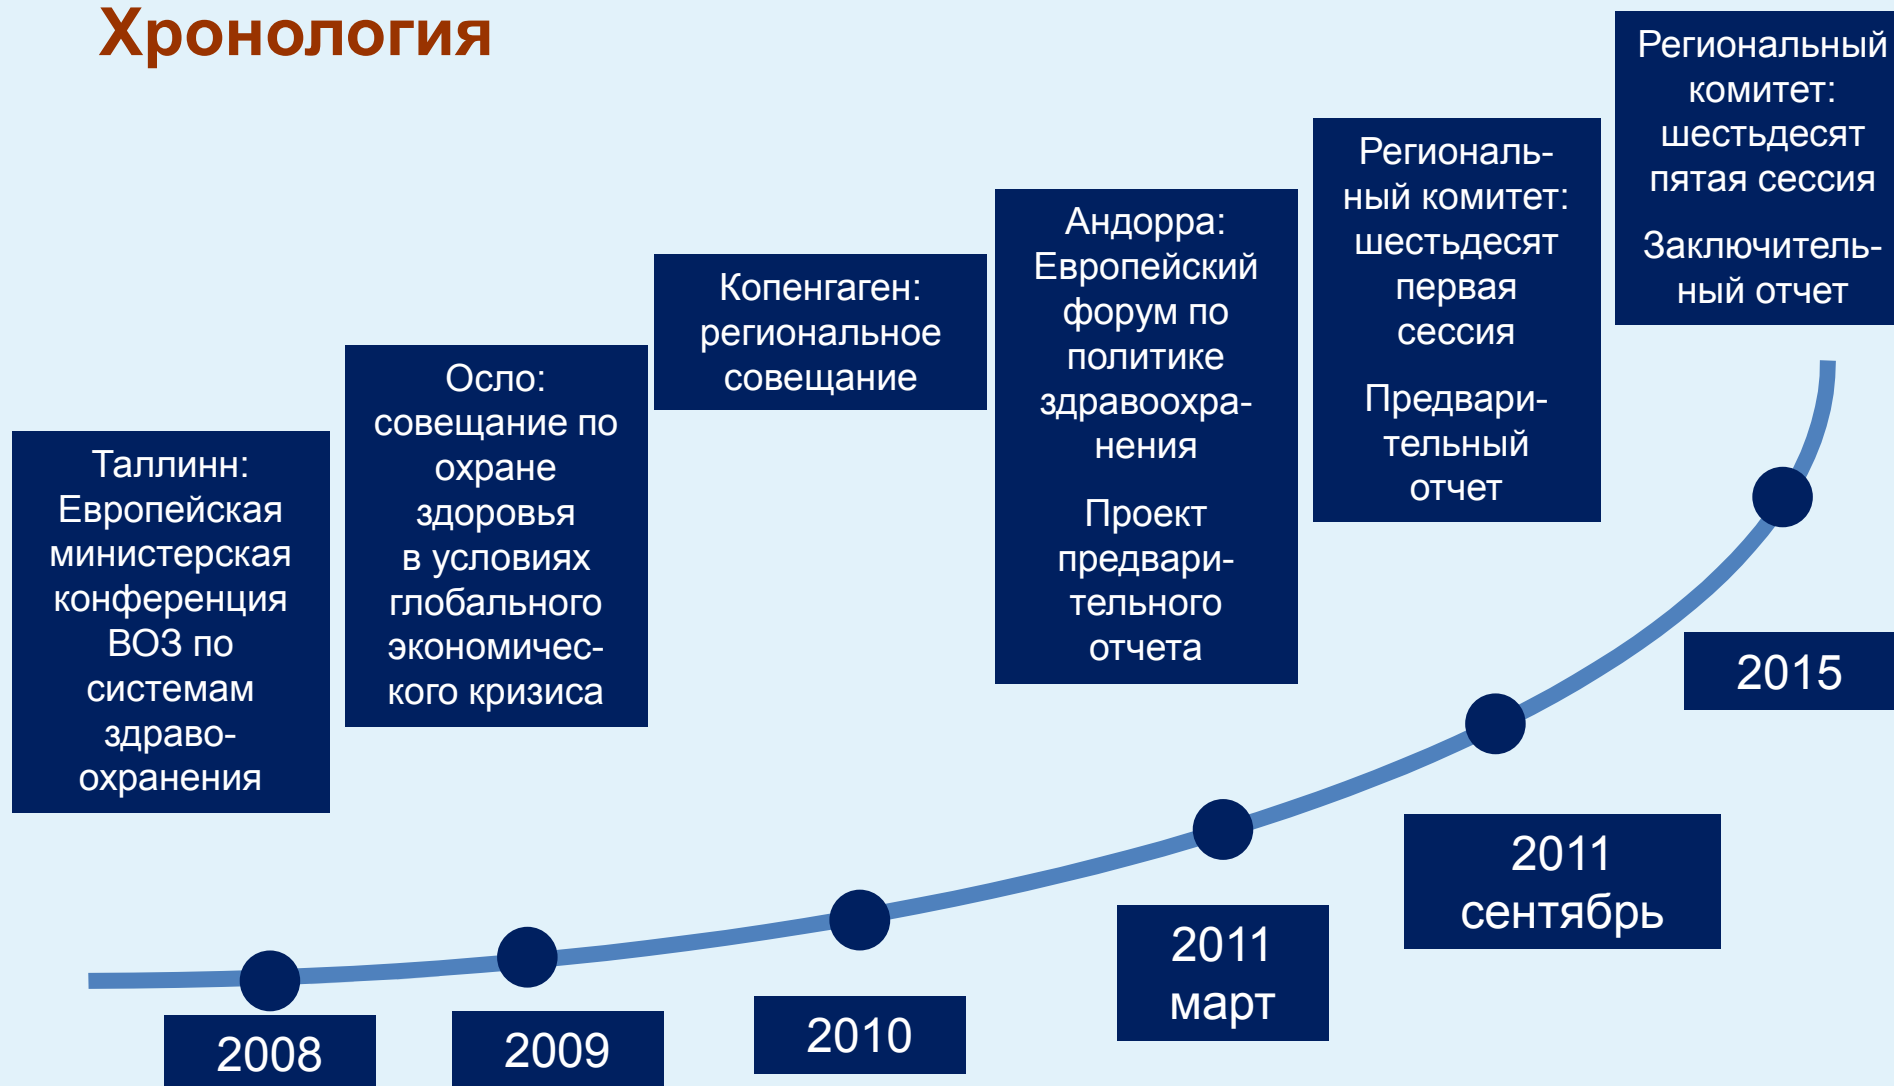 Хронология
Таллинн:
Европейская
министерская
конференция
ВОЗ по
системам
здраво-
охранения
Осло:
совещание по
охране
здоровья
в условиях
глобального
экономичес-
кого кризиса
Копенгаген:
региональное
совещание
Андорра:
Европейский
форум по
политике
здравоохра-
нения
Проект
предвари-
тельного
отчета
Региональ-
ный комитет:
шестьдесят
первая
сессия
Предвари-
тельный
отчет
Региональный
комитет:
шестьдесят
пятая сессия
Заключитель-
ный отчет
2008
2009
2010
2011
март
2011
сентябрь
2015